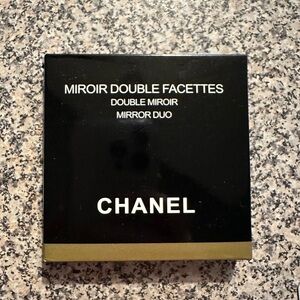 MIROIR DOUBLE FACETTES
DOUBLE MIROIR
MIRROR DUO
CHANEL